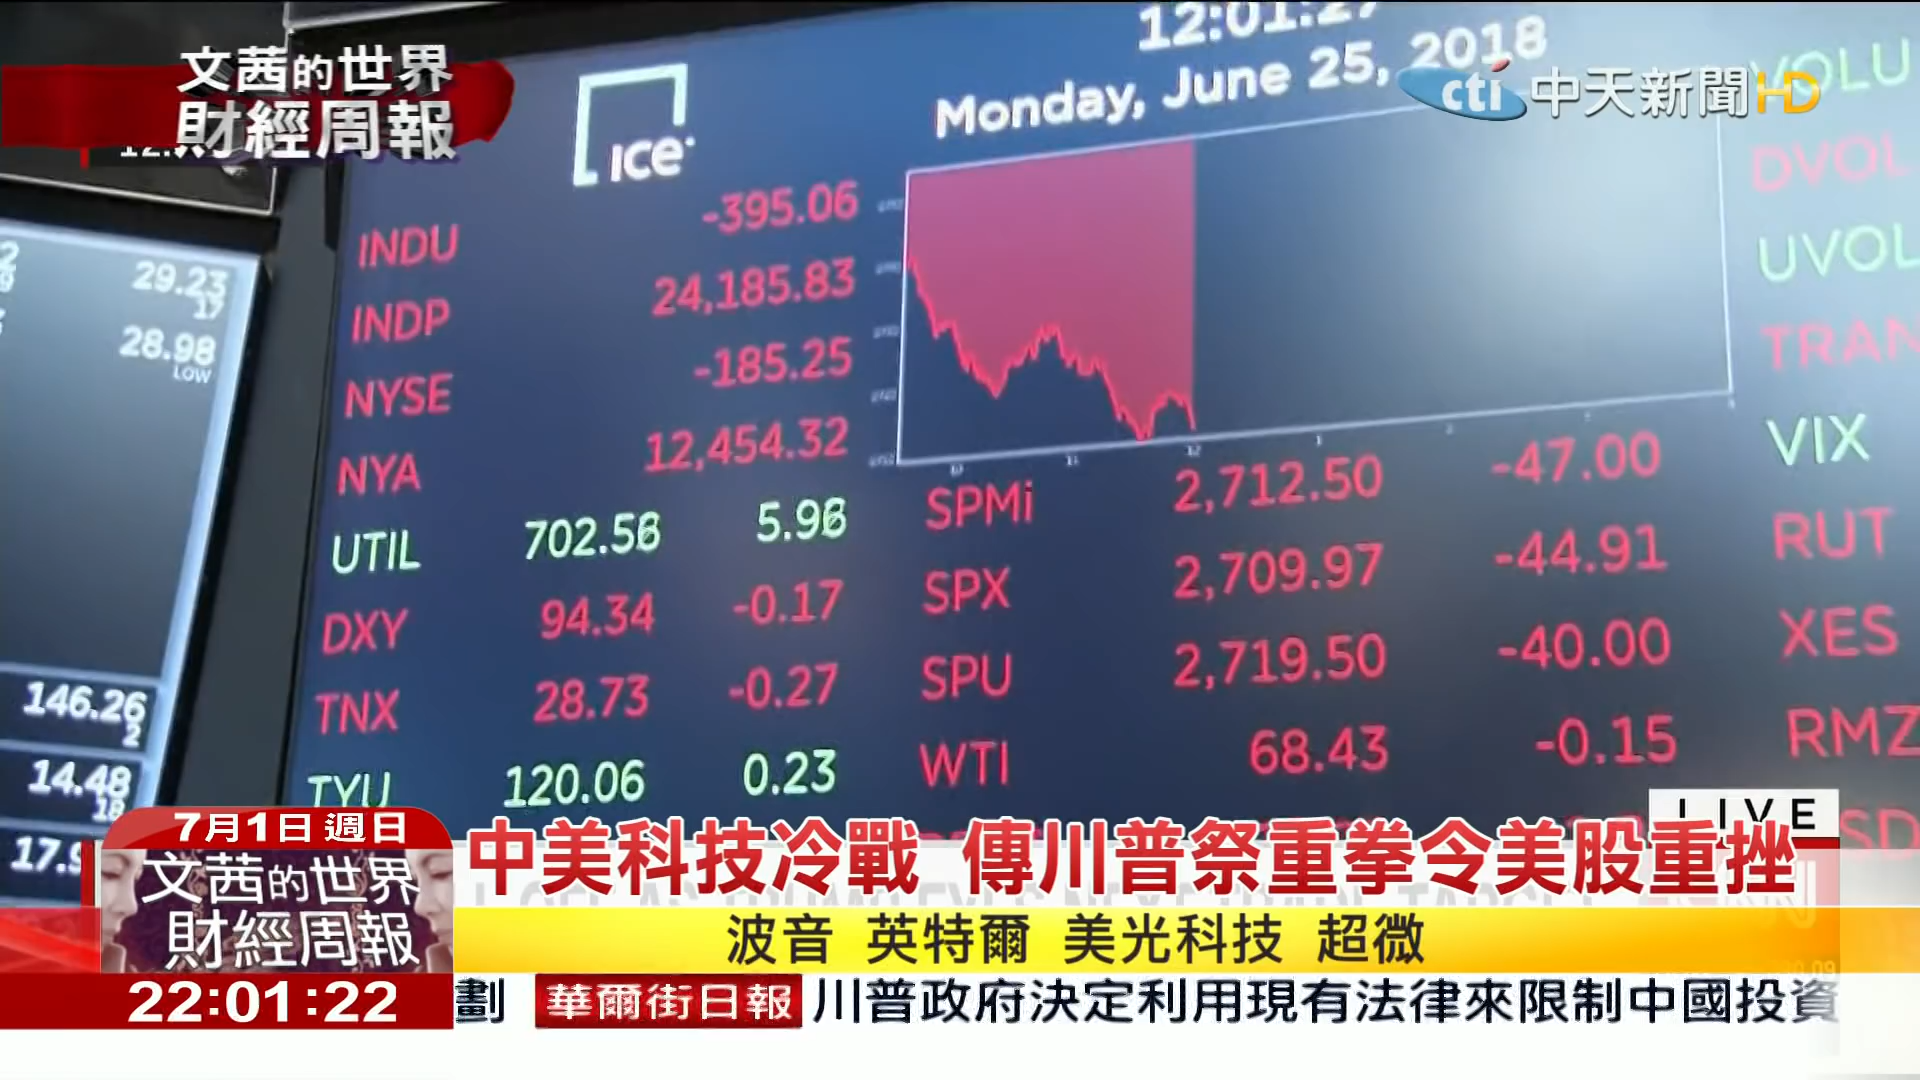 文茜的世界
財經周報
12:01:27
Monday, June 25, 2018
cti 中天新聞HD
ice
INDU -395.06
INDP 24,185.83
NYSE -185.25
NYA 12,454.32
UTIL 702.56 5.96
DXY 94.34 -0.17
TNX 28.73 -0.27
TYU 120.06 0.23
SPMi 2,712.50 -47.00
SPX 2,709.97 -44.91
SPU 2,719.50 -40.00
WTI 68.43 -0.15
VOLU
DVOL
UVOL
TRAN
VIX
RUT
XES
RMZ
29.23
17
28.98
LOW
146.26
2
14.48
18
LIVE
7月1日 週日
文茜的世界
財經周報
22:01:22
中美科技冷戰 傳川普祭重拳令美股重挫
波音 英特爾 美光科技 超微
劃 華爾街日報 川普政府決定利用現有法律來限制中國投資